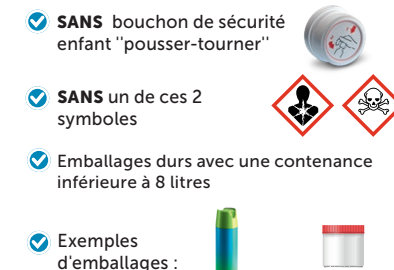 SANS bouchon de sécurité
enfant "pousser-tourner"
SANS un de ces 2
symboles
Emballages durs avec une contenance
inférieure à 8 litres
Exemples
d'emballages :